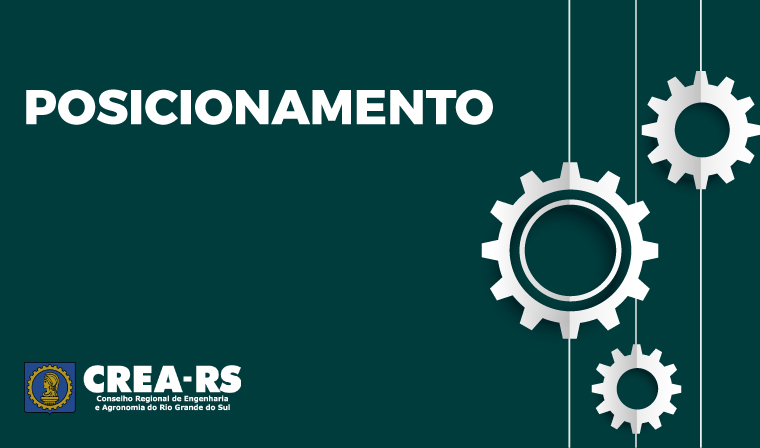 POSICIONAMENTO
CREA-RS
Conselho Regional de Engenharia
e Agronomia do Rio Grande do Sul